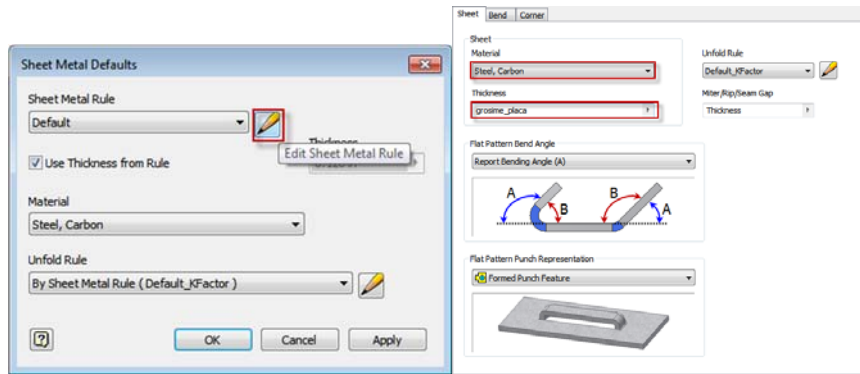 Sheet Metal Defaults
Sheet Metal Rule
Default
Thickness
Edit Sheet Metal Rule
Use Thickness from Rule
Material
Steel, Carbon
Unfold Rule
By Sheet Metal Rule ( Default_KFactor )
OK Cancel Apply
Sheet Bend Corner
Sheet
Material Unfold Rule
Steel, Carbon Default_KFactor
Thickness Miter/Rip/Seam Gap
grosime_placa Thickness
Flat Pattern Bend Angle
Report Bending Angle (A)
A B B A
Flat Pattern Punch Representation
Formed Punch Feature